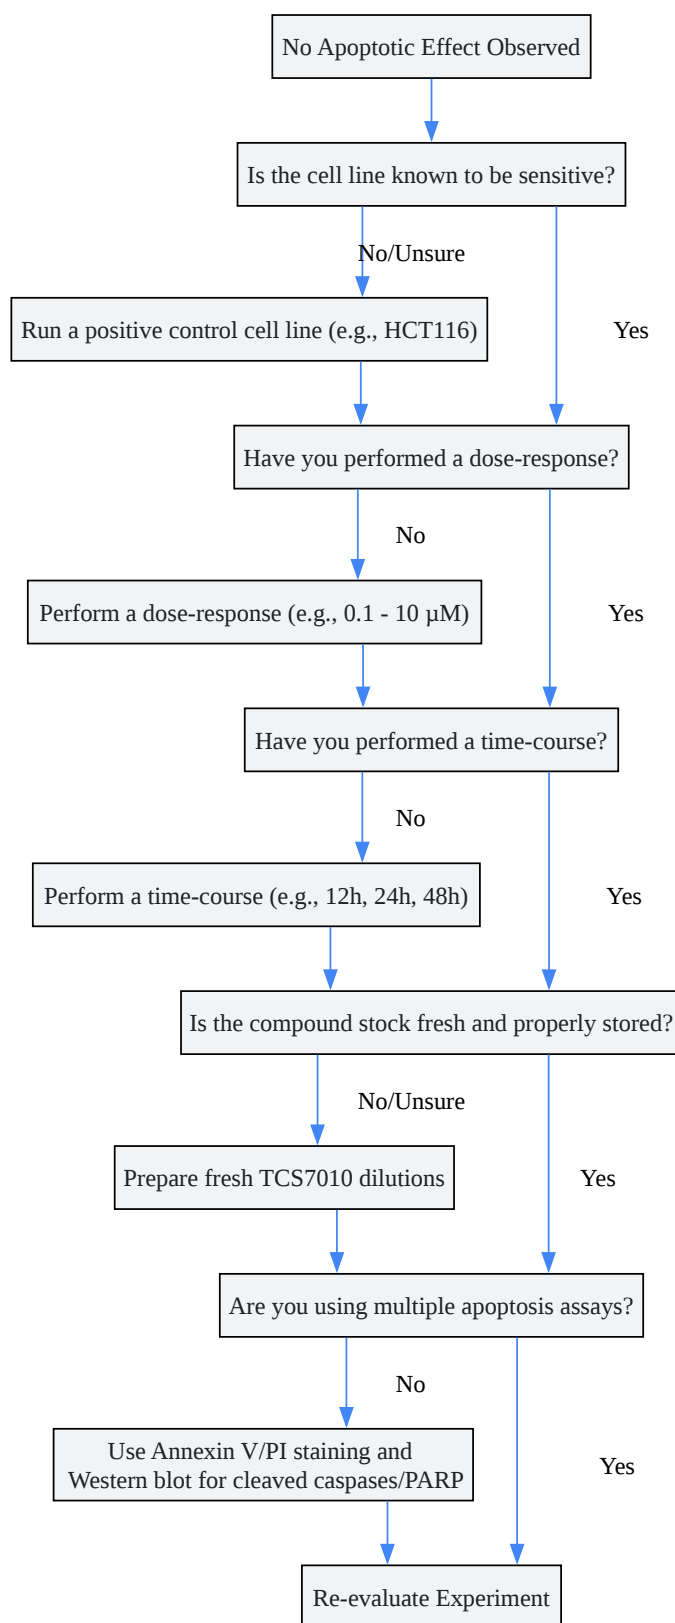 No Apoptotic Effect Observed
Is the cell line known to be sensitive?
No/Unsure
Run a positive control cell line (e.g., HCT116)
Yes
Have you performed a dose-response?
No
Perform a dose-response (e.g., 0.1 - 10 µM)
Yes
Have you performed a time-course?
No
Perform a time-course (e.g., 12h, 24h, 48h)
Yes
Is the compound stock fresh and properly stored?
No/Unsure
Prepare fresh TCS7010 dilutions
Yes
Are you using multiple apoptosis assays?
No
Use Annexin V/PI staining and
Western blot for cleaved caspases/PARP
Yes
Re-evaluate Experiment